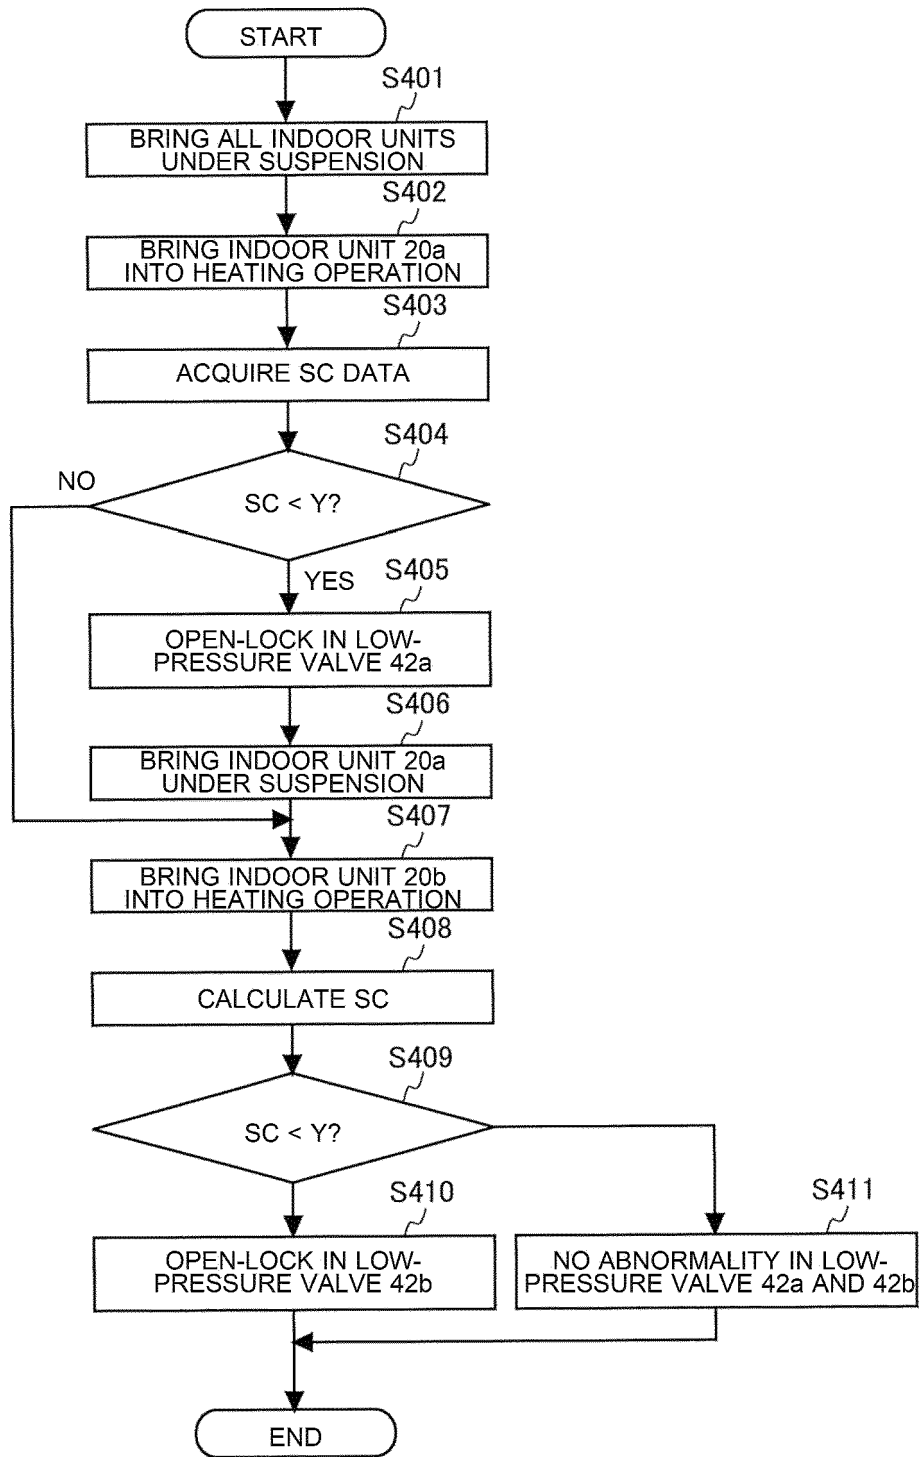 START
S401
BRING ALL INDOOR UNITS
UNDER SUSPENSION
S402
BRING INDOOR UNIT 20a
INTO HEATING OPERATION
S403
ACQUIRE SC DATA
S404
NO
SC < Y?
YES
S405
OPEN-LOCK IN LOW-
PRESSURE VALVE 42a
S406
BRING INDOOR UNIT 20a
UNDER SUSPENSION
S407
BRING INDOOR UNIT 20b
INTO HEATING OPERATION
S408
CALCULATE SC
S409
SC < Y?
S410
OPEN-LOCK IN LOW-
PRESSURE VALVE 42b
S411
NO ABNORMALITY IN LOW-
PRESSURE VALVE 42a AND 42b
END